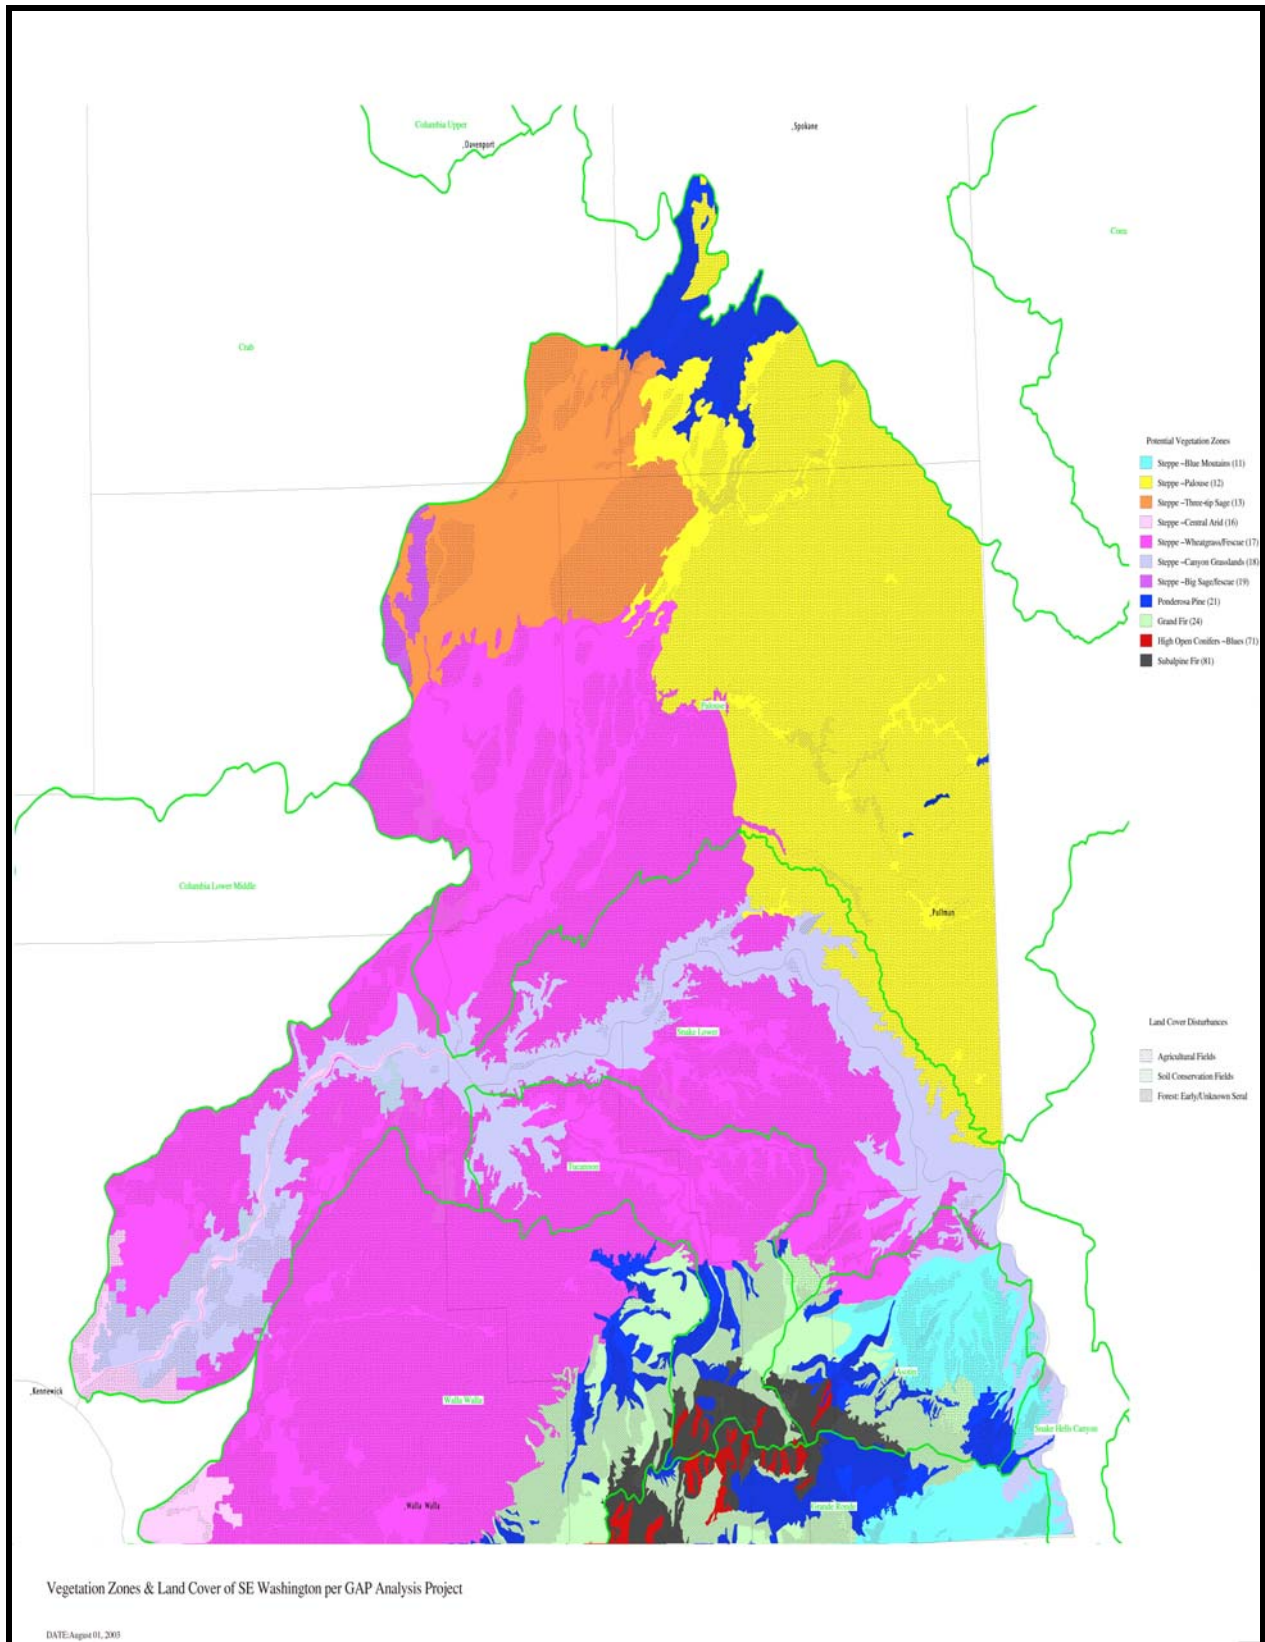 Columbia Upper
.Davenport
.Spokane
Crab
Potential Vegetation Zones
Steppe ~Blue Moutains (11)
Steppe ~Palouse (12)
Steppe ~Three-tip Sage (13)
Steppe ~Central Arid (16)
Steppe ~Wheatgrass/Fescue (17)
Steppe ~Canyon Grasslands (18)
Steppe ~Big Sage/fescue (19)
Ponderosa Pine (21)
Grand Fir (24)
High Open Conifers ~Blues (71)
Subalpine Fir (81)
Palouse
Columbia Lower Middle
.Pullman
Land Cover Disturbances
Agricultural Fields
Soil Conservation Fields
Forest: Early/Unknown Seral
Snake Lower
Tucannon
Asotin
.Kennewick
Walla Walla
Snake Hells Canyon
.Walla Walla
Grande Ronde
Vegetation Zones & Land Cover of SE Washington per GAP Analysis Project
DATE:August 01, 2003